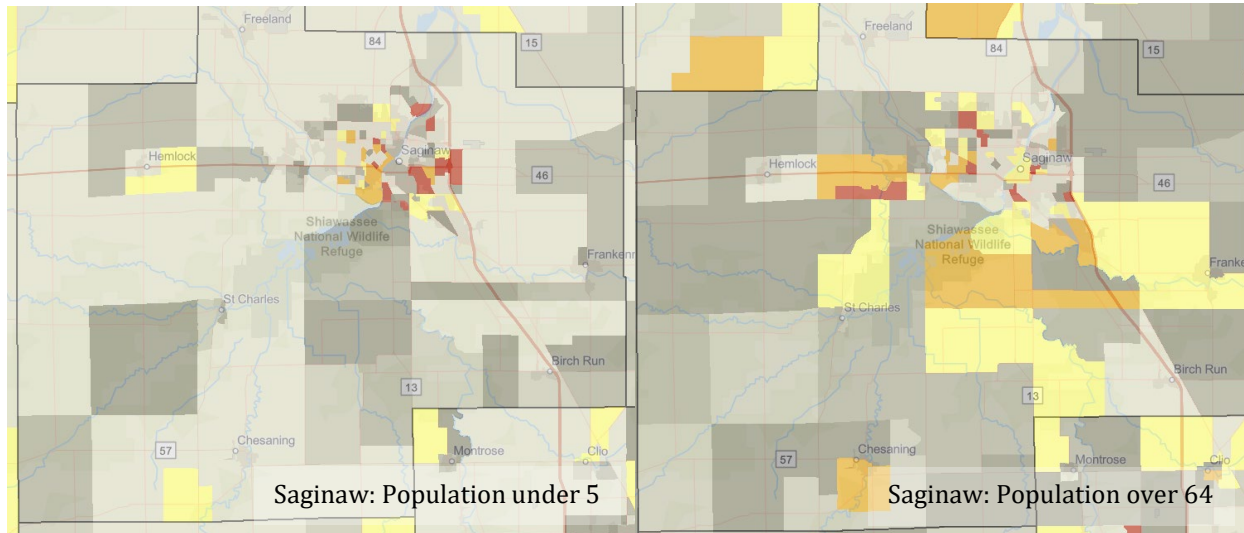 Freeland
84
15
Hemlock
Saginaw
46
Shiawassee
National Wildlife
Refuge
Franken
St Charles
Birch Run
13
57
Chesaning
Montrose
Clio
Saginaw: Population under 5
Freeland
84
15
Hemlock
Saginaw
46
Shiawassee
National Wildlife
Refuge
Franke
St Charles
Birch Run
13
57
Chesaning
Montrose
Clio
Saginaw: Population over 64